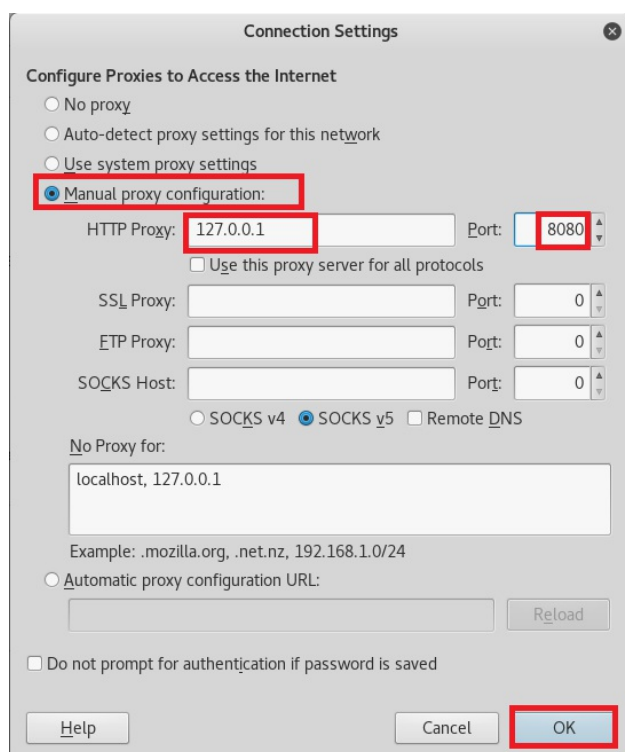 Connection Settings
Configure Proxies to Access the Internet
No proxy
Auto-detect proxy settings for this network
Use system proxy settings
Manual proxy configuration:
HTTP Proxy: 127.0.0.1 Port: 8080
Use this proxy server for all protocols
SSL Proxy: Port: 0
FTP Proxy: Port: 0
SOCKS Host: Port: 0
SOCKS v4 SOCKS v5 Remote DNS
No Proxy for:
localhost, 127.0.0.1
Example: .mozilla.org, .net.nz, 192.168.1.0/24
Automatic proxy configuration URL:
Reload
Do not prompt for authentication if password is saved
Help Cancel OK